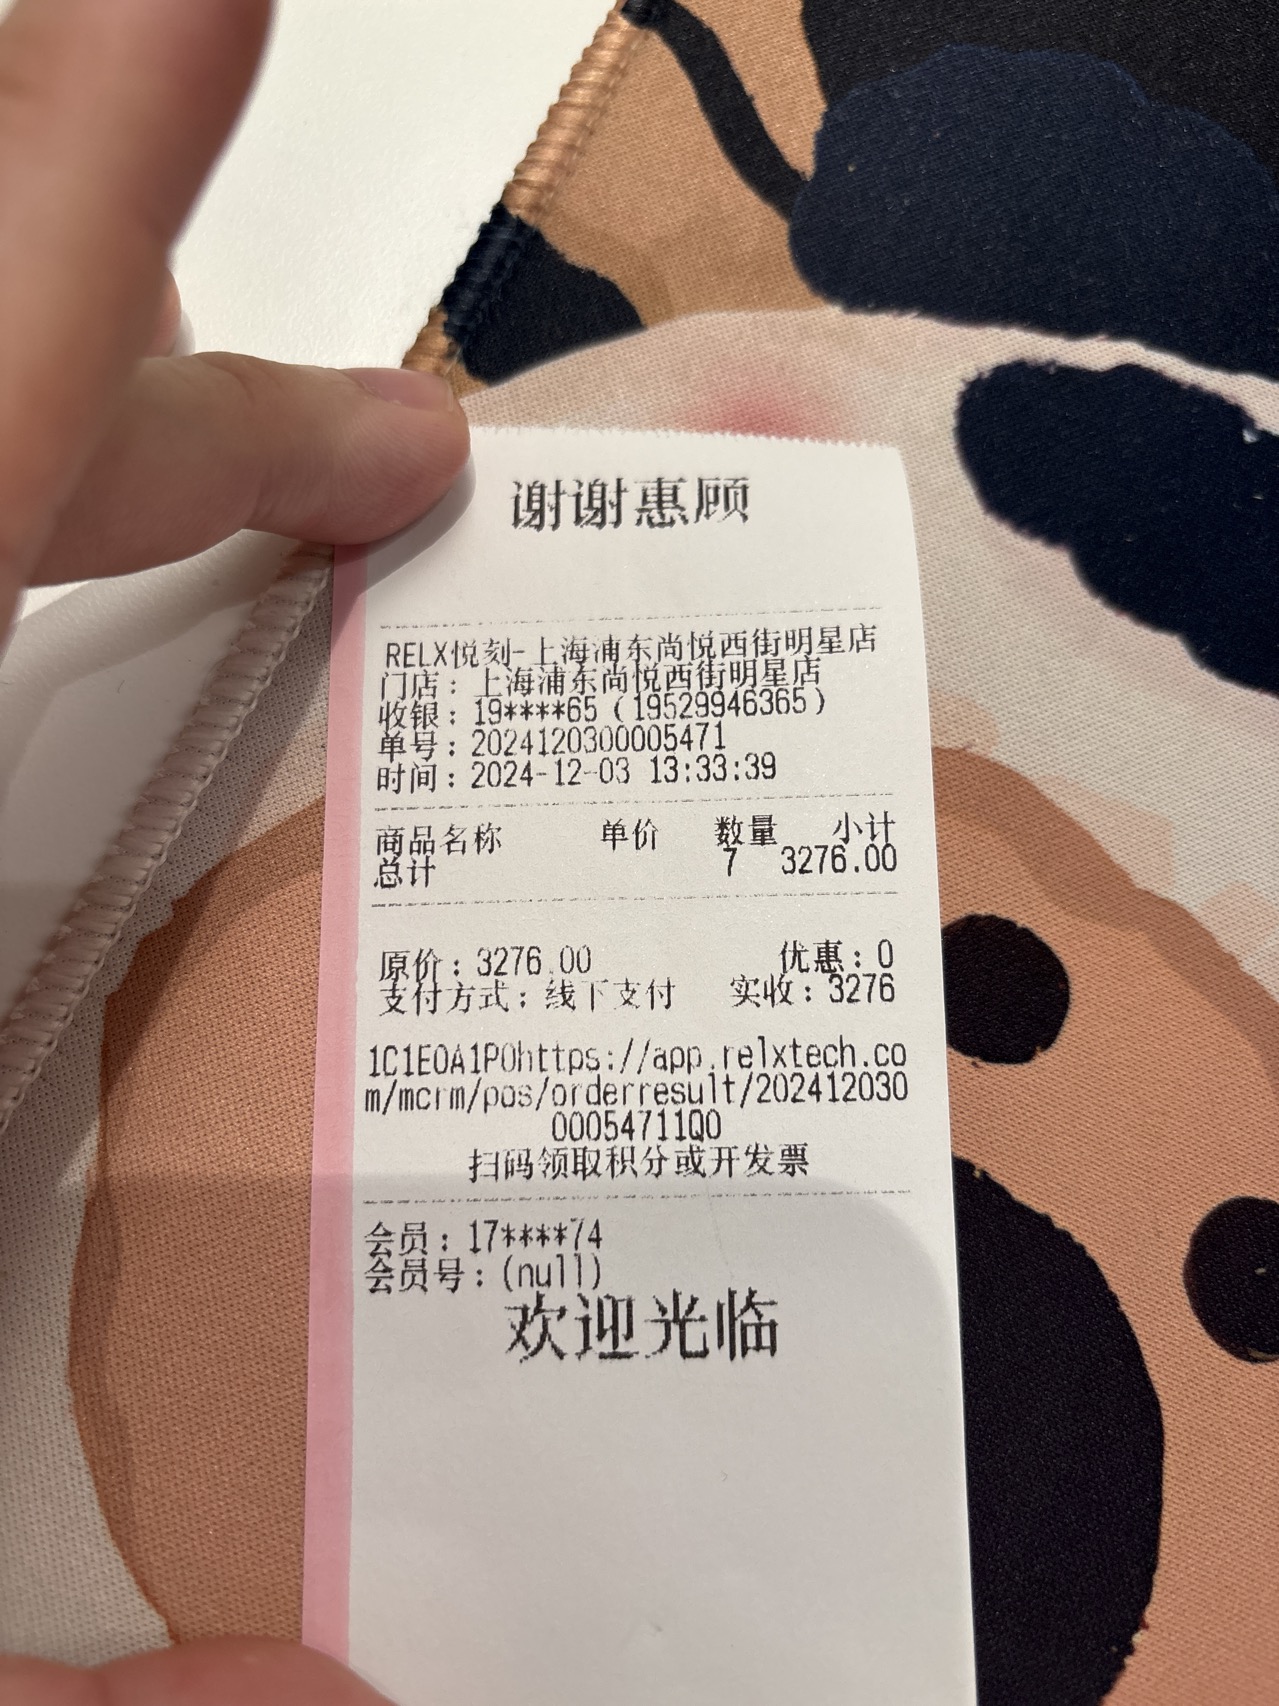 谢谢惠顾
RELX悦刻-上海浦东尚悦西街明星店
门店：上海浦东尚悦西街明星店
收银：19****65（19529946365）
单号：2024120300005471
时间：2024-12-03 13:33:39
商品名称 单价 数量 小计
总计 7 3276.00
原价：3276.00 优惠：0
支付方式：线下支付 实收：3276
1C1E0A1P0https://app.relxtech.co
m/mcrm/pos/orderresult/202412030
00054711Q0
扫码领取积分或开发票
会员：17****74
会员号：(null)
欢迎光临